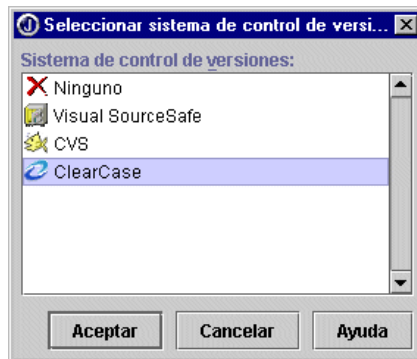 Seleccionar sistema de control de versi...
Sistema de control de versiones:
Ninguno
Visual SourceSafe
CVS
ClearCase
Aceptar Cancelar Ayuda